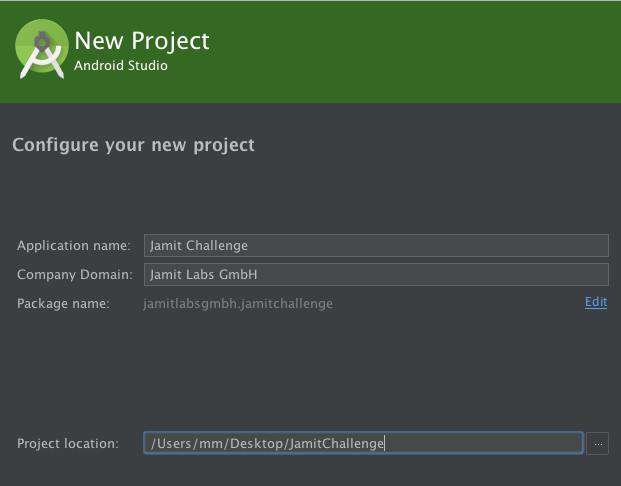 New Project
Android Studio
Configure your new project
Application name: Jamit Challenge
Company Domain: Jamit Labs GmbH
Package name: jamitlabsgmbh.jamitchallenge Edit
Project location: /Users/mm/Desktop/JamitChallenge ...